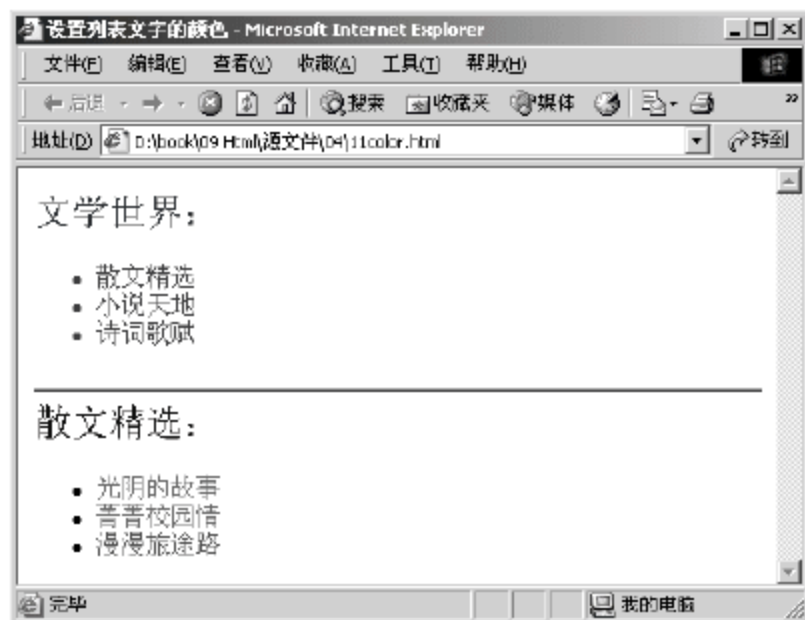 设置列表文字的颜色 - Microsoft Internet Explorer
文件(F) 编辑(E) 查看(V) 收藏(A) 工具(T) 帮助(H)
后退 搜索 收藏夹 媒体 »
地址(D) D:\book\09 Html\源文件\04\11color.html 转到
文学世界：
• 散文精选
• 小说天地
• 诗词歌赋
散文精选：
• 光阴的故事
• 菁菁校园情
• 漫漫旅途路
完毕 我的电脑